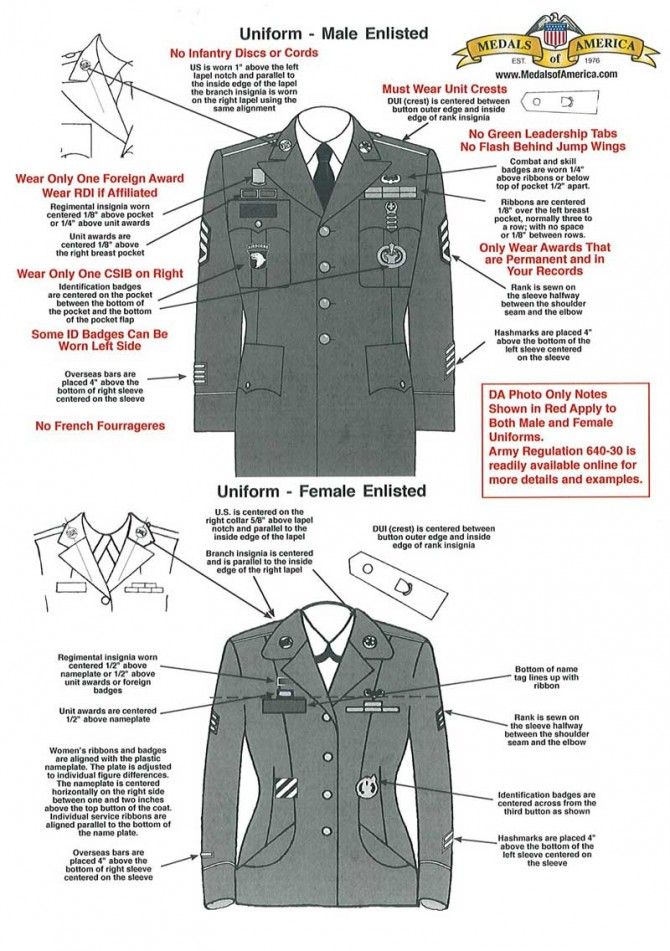 Uniform - Male Enlisted
MEDALS
of
AMERICA
EST.
1976
www.MedalsofAmerica.com
No Infantry Discs or Cords
US is worn 1" above the left
lapel notch and parallel to
the inside edge of the lapel
the branch insignia is worn
on the right lapel using the
same alignment
Must Wear Unit Crests
DUI (crest) is centered between
button outer edge and inside
edge of rank insignia
No Green Leadership Tabs
No Flash Behind Jump Wings
Combat and skill
badges are worn 1/4"
above ribbons or below
top of pocket 1/2" apart.
Wear Only One Foreign Award
Wear RDI if Affiliated
Regimental insignia worn
centered 1/8" above pocket
or 1/4" above unit awards
Ribbons are centered
1/8" over the left breast
pocket, normally three to
a row; with no space
or 1/8" between rows.
Unit awards are
centered 1/8" above
the right breast pocket
AIRBORNE
Only Wear Awards That
are Permanent and in
Your Records
Wear Only One CSIB on Right
Identification badges
are centered on the pocket
between the bottom of
the pocket and the bottom
of the pocket flap
Rank is sewn on
the sleeve halfway
between the shoulder
seam and the elbow
Some ID Badges Can Be
Worn Left Side
Hashmarks are placed 4"
above the bottom of the
left sleeve centered
on the sleeve
Overseas bars are
placed 4" above the
bottom of right sleeve
centered on the sleeve
No French Fourrageres
DA Photo Only Notes
Shown in Red Apply to
Both Male and Female
Uniforms.
Army Regulation 640-30 is
readily available online for
more details and examples.
Uniform - Female Enlisted
U.S. is centered on the
right collar 5/8" above lapel
notch and parallel to the
inside edge of the lapel
Branch insignia is centered
and is parallel to the inside
edge of the right lapel
DUI (crest) is centered between
button outer edge and inside
edge of rank insignia
Regimental insignia worn
centered 1/2" above
nameplate or 1/2" above
unit awards or foreign
badges
Bottom of name
tag lines up with
ribbon
Unit awards are centered
1/2" above nameplate
Rank is sewn on
the sleeve halfway
between the shoulder
seam and the elbow
Women's ribbons and badges
are aligned with the plastic
nameplate. The plate is adjusted
to individual figure differences.
The nameplate is centered
horizontally on the right side
between one and two inches
above the top button of the coat.
Individual service ribbons are
aligned parallel to the bottom of
the name plate.
Identification badges are
centered across from the
third button as shown
Hashmarks are placed 4"
above the bottom of the
left sleeve centered on
the sleeve
Overseas bars are
placed 4" above the
bottom of right sleeve
centered on the
sleeve